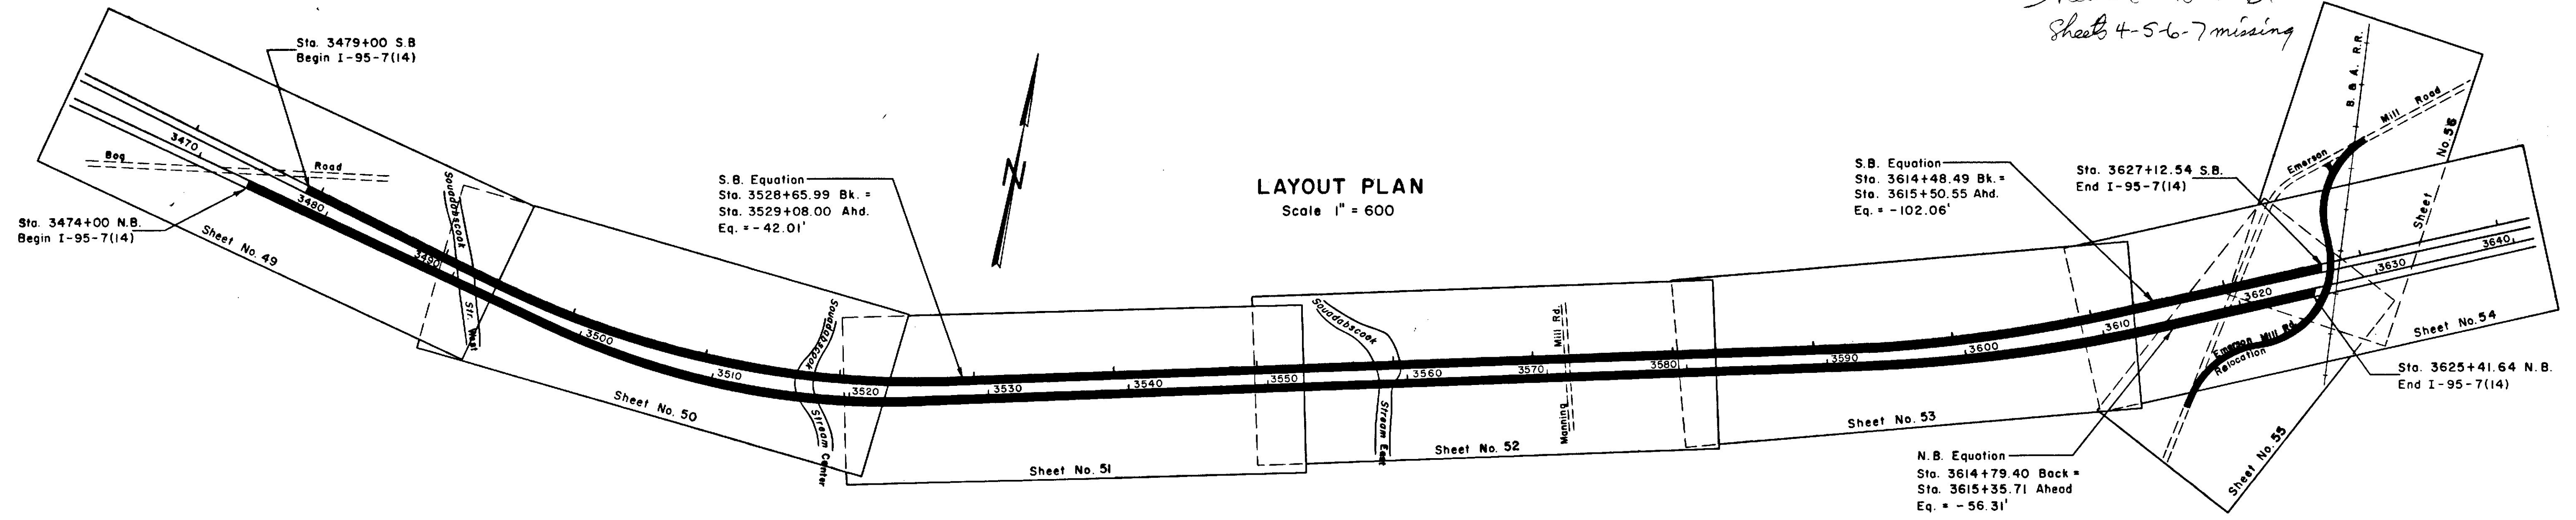 Sheets 4-5-6-7 missing
Sta. 3479+00 S.B
Begin I-95-7(14)
3470
Bog
Road
3480
Sta. 3474+00 N.B.
Begin I-95-7(14)
Sheet No. 49
Souadabscook
Str. West
3490
3500
Sheet No. 50
3510
Souadabscook
Stream Center
3520
S.B. Equation
Sta. 3528+65.99 Bk. =
Sta. 3529+08.00 Ahd.
Eq. = -42.01'
N
LAYOUT PLAN
Scale 1" = 600
3530
3540
3550
Sheet No. 51
Souadabscook
Stream East
3560
3570
Manning
Mill Rd.
3580
Sheet No. 52
3590
3600
Sheet No. 53
3610
S.B. Equation
Sta. 3614+48.49 Bk. =
Sta. 3615+50.55 Ahd.
Eq. = -102.06'
Sta. 3627+12.54 S.B.
End I-95-7(14)
B. & A. R.R.
Emerson
Mill Road
Sheet No. 56
3620
3630
3640
Emerson Mill Rd.
Relocation
Sheet No. 54
Sta. 3625+41.64 N.B.
End I-95-7(14)
Sheet No. 55
N.B. Equation
Sta. 3614+79.40 Back =
Sta. 3615+35.71 Ahead
Eq. = -56.31'